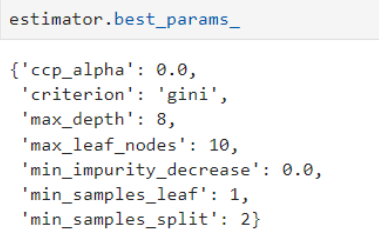 estimator.best_params_
{'ccp_alpha': 0.0,
 'criterion': 'gini',
 'max_depth': 8,
 'max_leaf_nodes': 10,
 'min_impurity_decrease': 0.0,
 'min_samples_leaf': 1,
 'min_samples_split': 2}